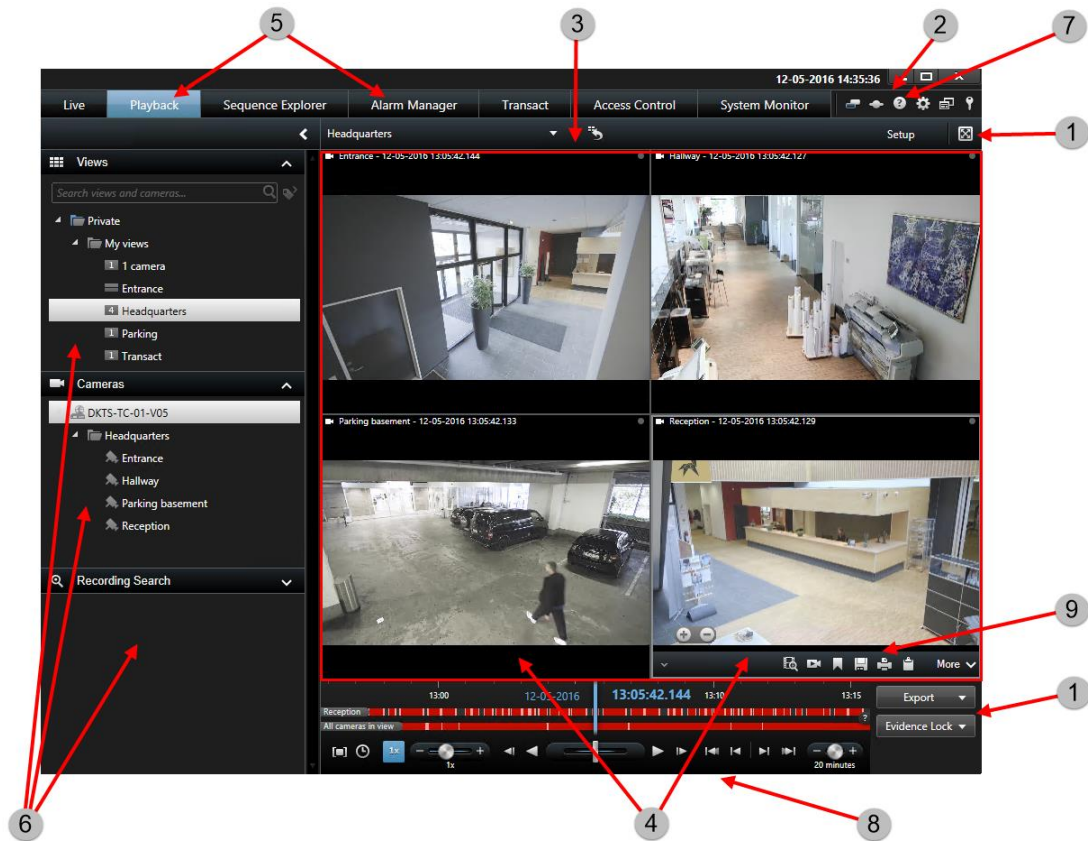 5
3
2
7
12-05-2016 14:35:36
Live Playback Sequence Explorer Alarm Manager Transact Access Control System Monitor
Headquarters
Setup
1
Views
Search views and cameras...
Private
My views
1 1 camera
Entrance
4 Headquarters
1 Parking
1 Transact
Cameras
DKTS-TC-01-V05
Headquarters
Entrance
Hallway
Parking basement
Reception
Recording Search
Entrance - 12-05-2016 13:05:42.144
Hallway - 12-05-2016 13:05:42.127
Parking basement - 12-05-2016 13:05:42.133
Reception - 12-05-2016 13:05:42.129
9
More
13:00 12-05-2016 13:05:42.144 13:10 13:15
Reception
All cameras in view
?
Export
Evidence Lock
1
1x
1x
20 minutes
6
4
8